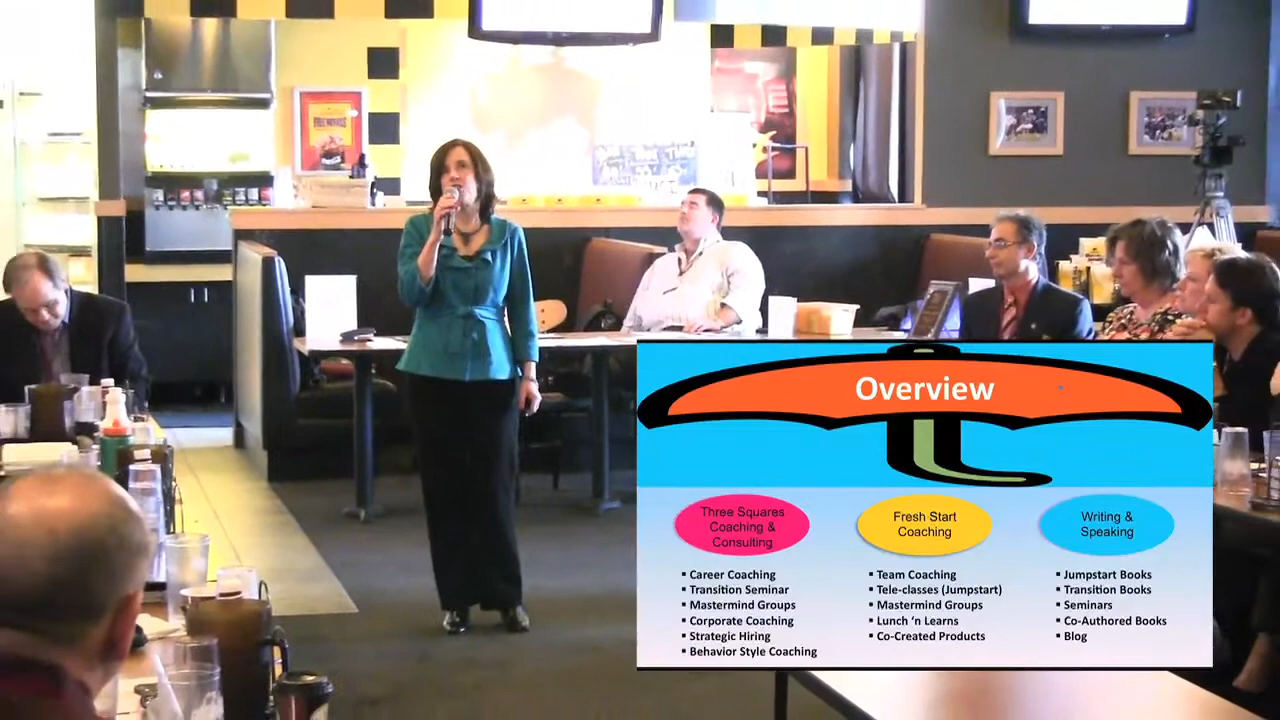 Overview
Three Squares
Coaching &
Consulting
Fresh Start
Coaching
Writing &
Speaking
▪ Career Coaching
▪ Transition Seminar
▪ Mastermind Groups
▪ Corporate Coaching
▪ Strategic Hiring
▪ Behavior Style Coaching
▪ Team Coaching
▪ Tele-classes (Jumpstart)
▪ Mastermind Groups
▪ Lunch 'n Learns
▪ Co-Created Products
▪ Jumpstart Books
▪ Transition Books
▪ Seminars
▪ Co-Authored Books
▪ Blog